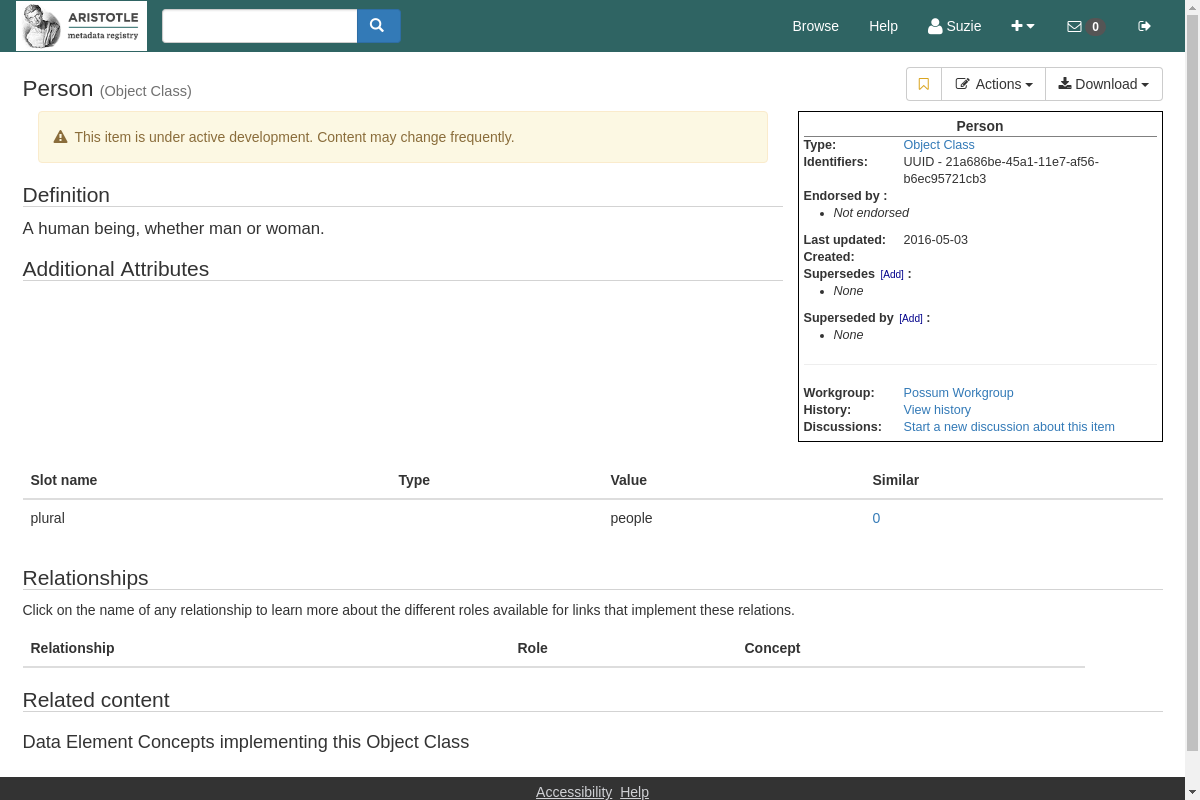 ARISTOTLE
metadata registry
Browse
Help
Suzie
0
Person (Object Class)
Actions
Download
This item is under active development. Content may change frequently.
Definition
A human being, whether man or woman.
Additional Attributes
Person
Type: Object Class
Identifiers: UUID - 21a686be-45a1-11e7-af56-
b6ec95721cb3
Endorsed by :
Not endorsed
Last updated: 2016-05-03
Created:
Supersedes [Add] :
None
Superseded by [Add] :
None
Workgroup: Possum Workgroup
History: View history
Discussions: Start a new discussion about this item
Slot name Type Value Similar
plural people 0
Relationships
Click on the name of any relationship to learn more about the different roles available for links that implement these relations.
Relationship Role Concept
Related content
Data Element Concepts implementing this Object Class
Accessibility Help